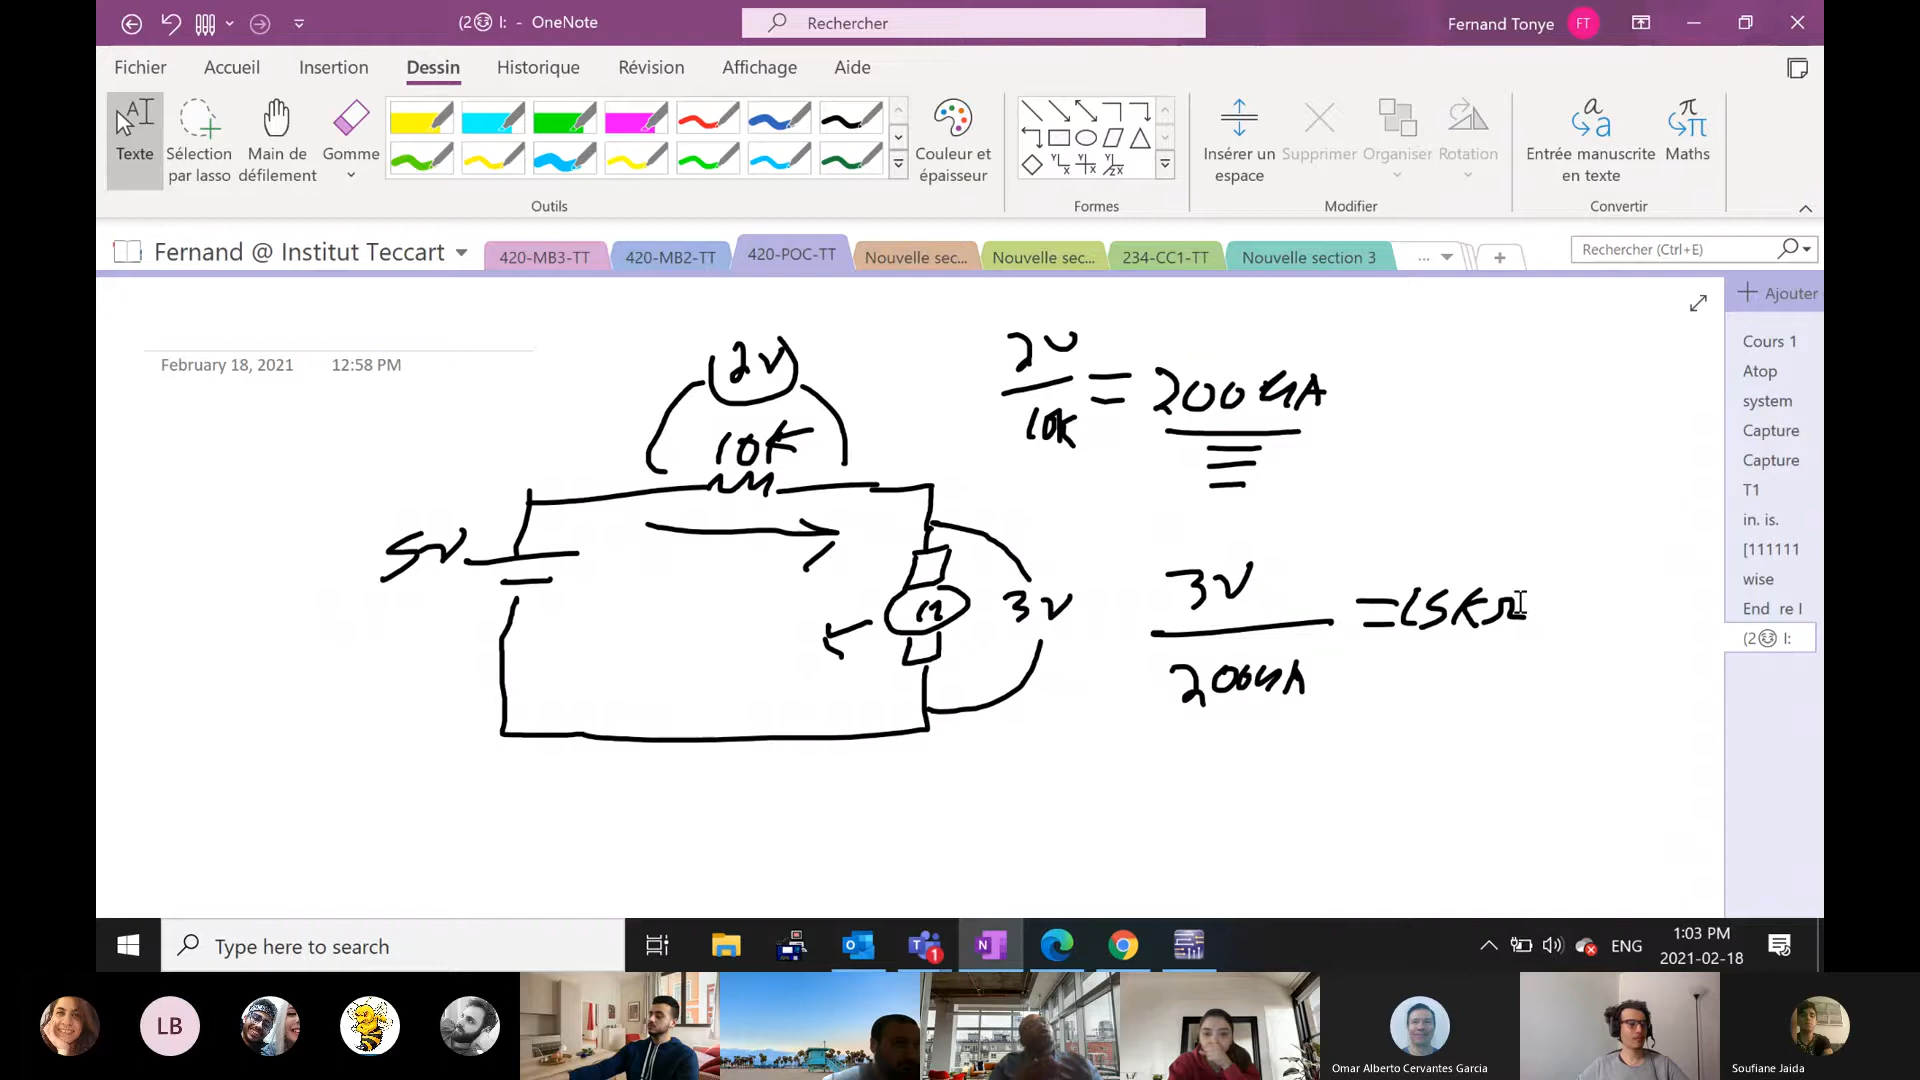 (2 I: - OneNote
Rechercher
Fernand Tonye FT
Fichier Accueil Insertion Dessin Historique Révision Affichage Aide
Texte
Sélection par lasso
Main de défilement
Gomme
Couleur et épaisseur
Insérer un espace
Supprimer
Organiser
Rotation
Entrée manuscrite en texte
Maths
Outils Formes Modifier Convertir
Fernand @ Institut Teccart
420-MB3-TT 420-MB2-TT 420-POC-TT Nouvelle sec... Nouvelle sec... 234-CC1-TT Nouvelle section 3 ...
Rechercher (Ctrl+E)
Ajouter
Cours 1
Atop
system
Capture
Capture
T1
in. is.
[111111
wise
End re I
(2 I:
February 18, 2021 12:58 PM
2V
10K
5V
M
3V
2V
10K
= 200uA
3V
200uA
= 15KΩ
Type here to search
1
ENG
1:03 PM
2021-02-18
LB
Omar Alberto Cervantes Garcia
Soufiane Jaida